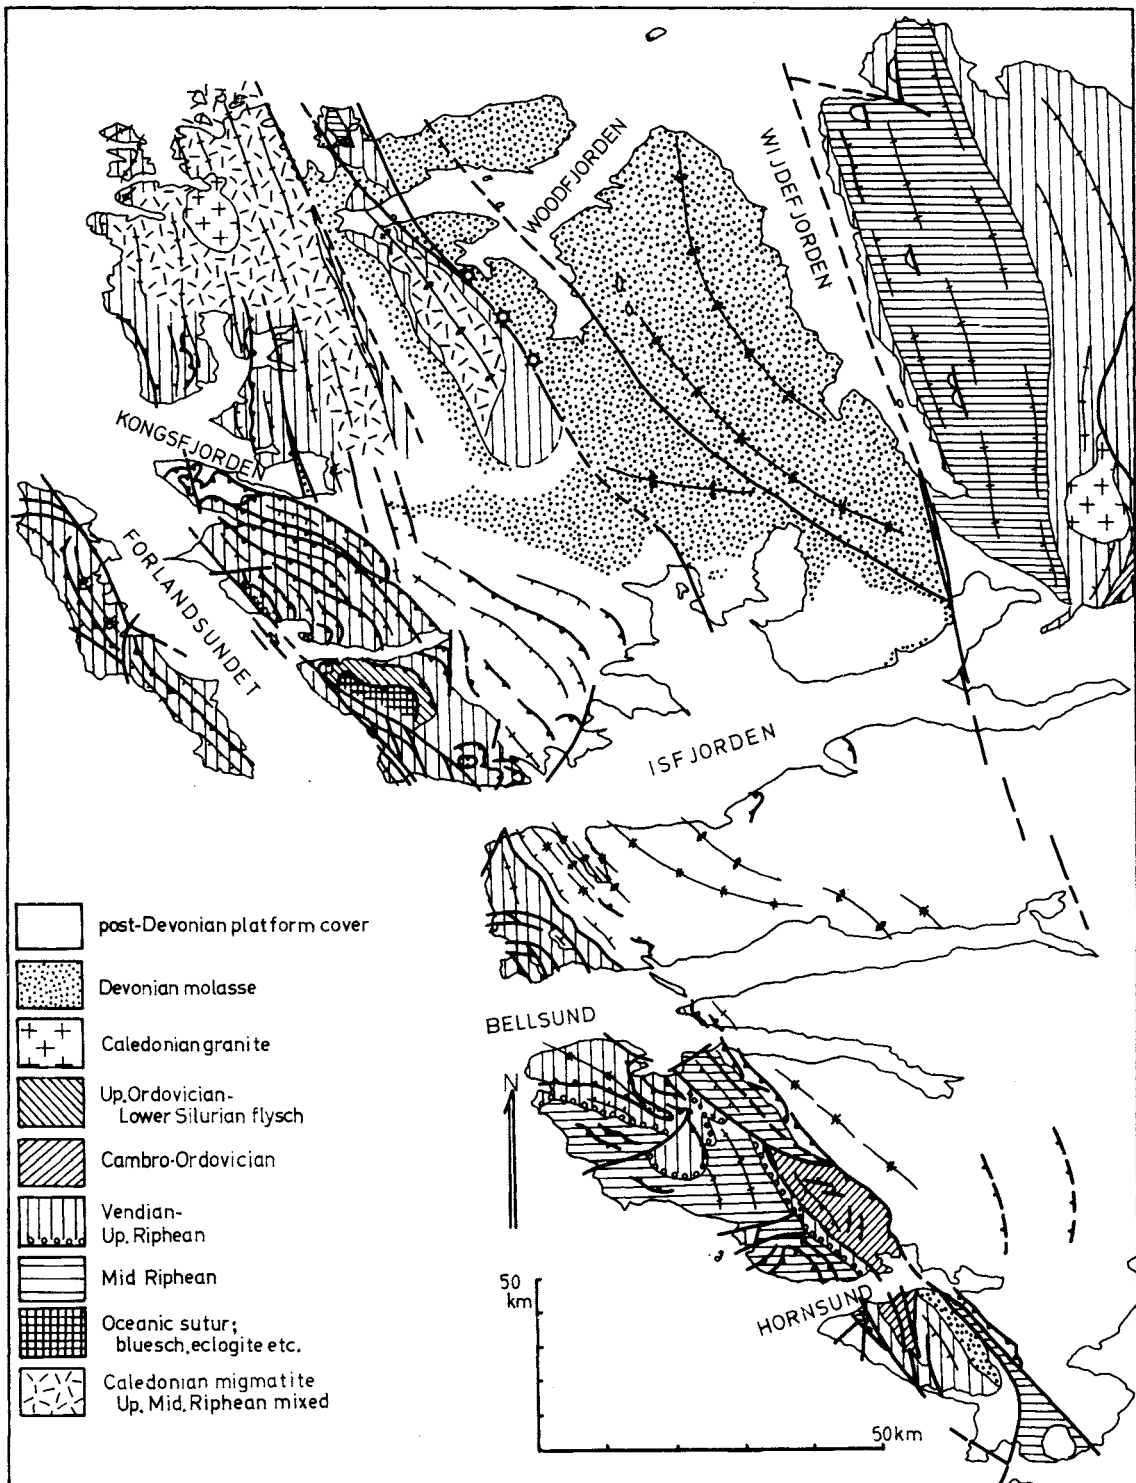 WOODFJORDEN
WIJDEFJORDEN
KONGSFJORDEN
FORLANDSUNDET
ISFJORDEN
BELLSUND
N
HORNSUND
50
km
50km
post-Devonian platform cover
Devonian molasse
Caledonian granite
Up. Ordovician-
Lower Silurian flysch
Cambro-Ordovician
Vendian-
Up. Riphean
Mid Riphean
Oceanic sutur;
bluesch. eclogite etc.
Caledonian migmatite
Up. Mid. Riphean mixed